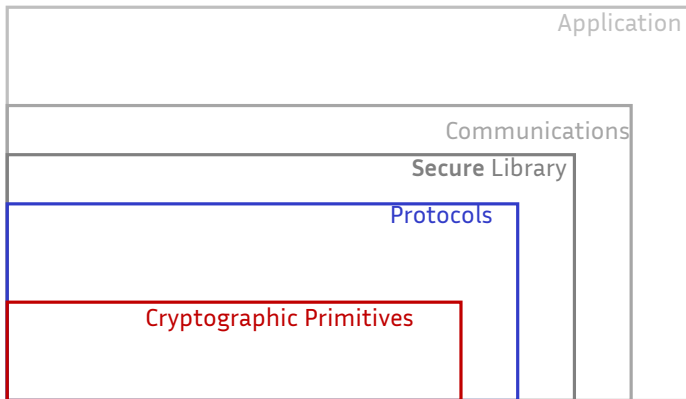 Application
Communications
Secure Library
Protocols
Cryptographic Primitives